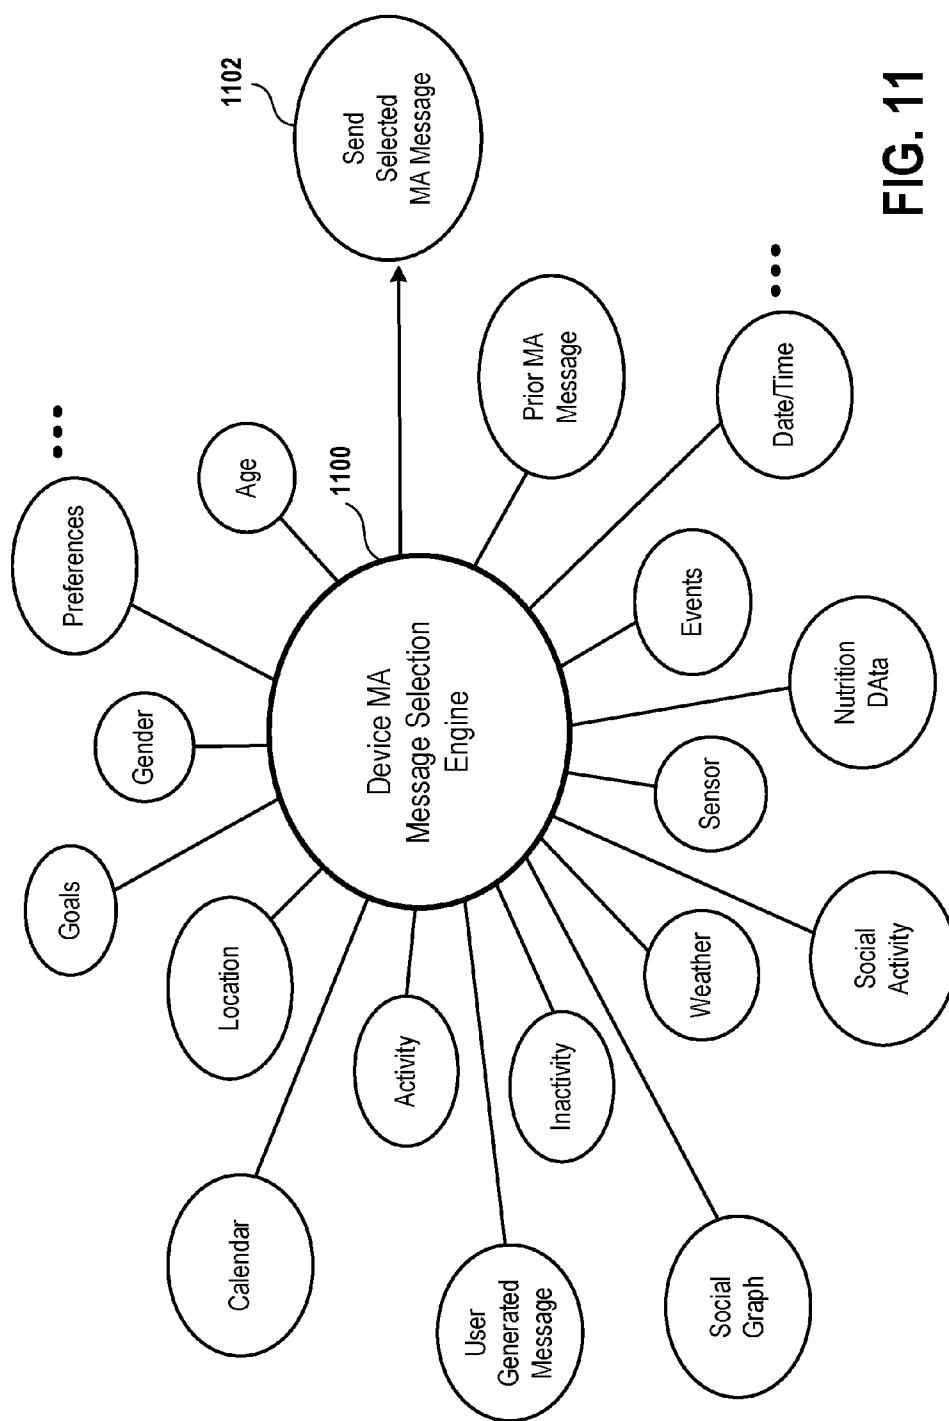 Goals
Preferences
...
Gender
Calendar
Location
Age
1102
1100
Send
Selected
MA Message
Activity
Device MA
Message Selection
Engine
User
Generated
Message
Inactivity
Prior MA
Message
Social
Graph
Weather
Sensor
Events
Date/Time
...
Social
Activity
Nutrition
DAta
FIG. 11